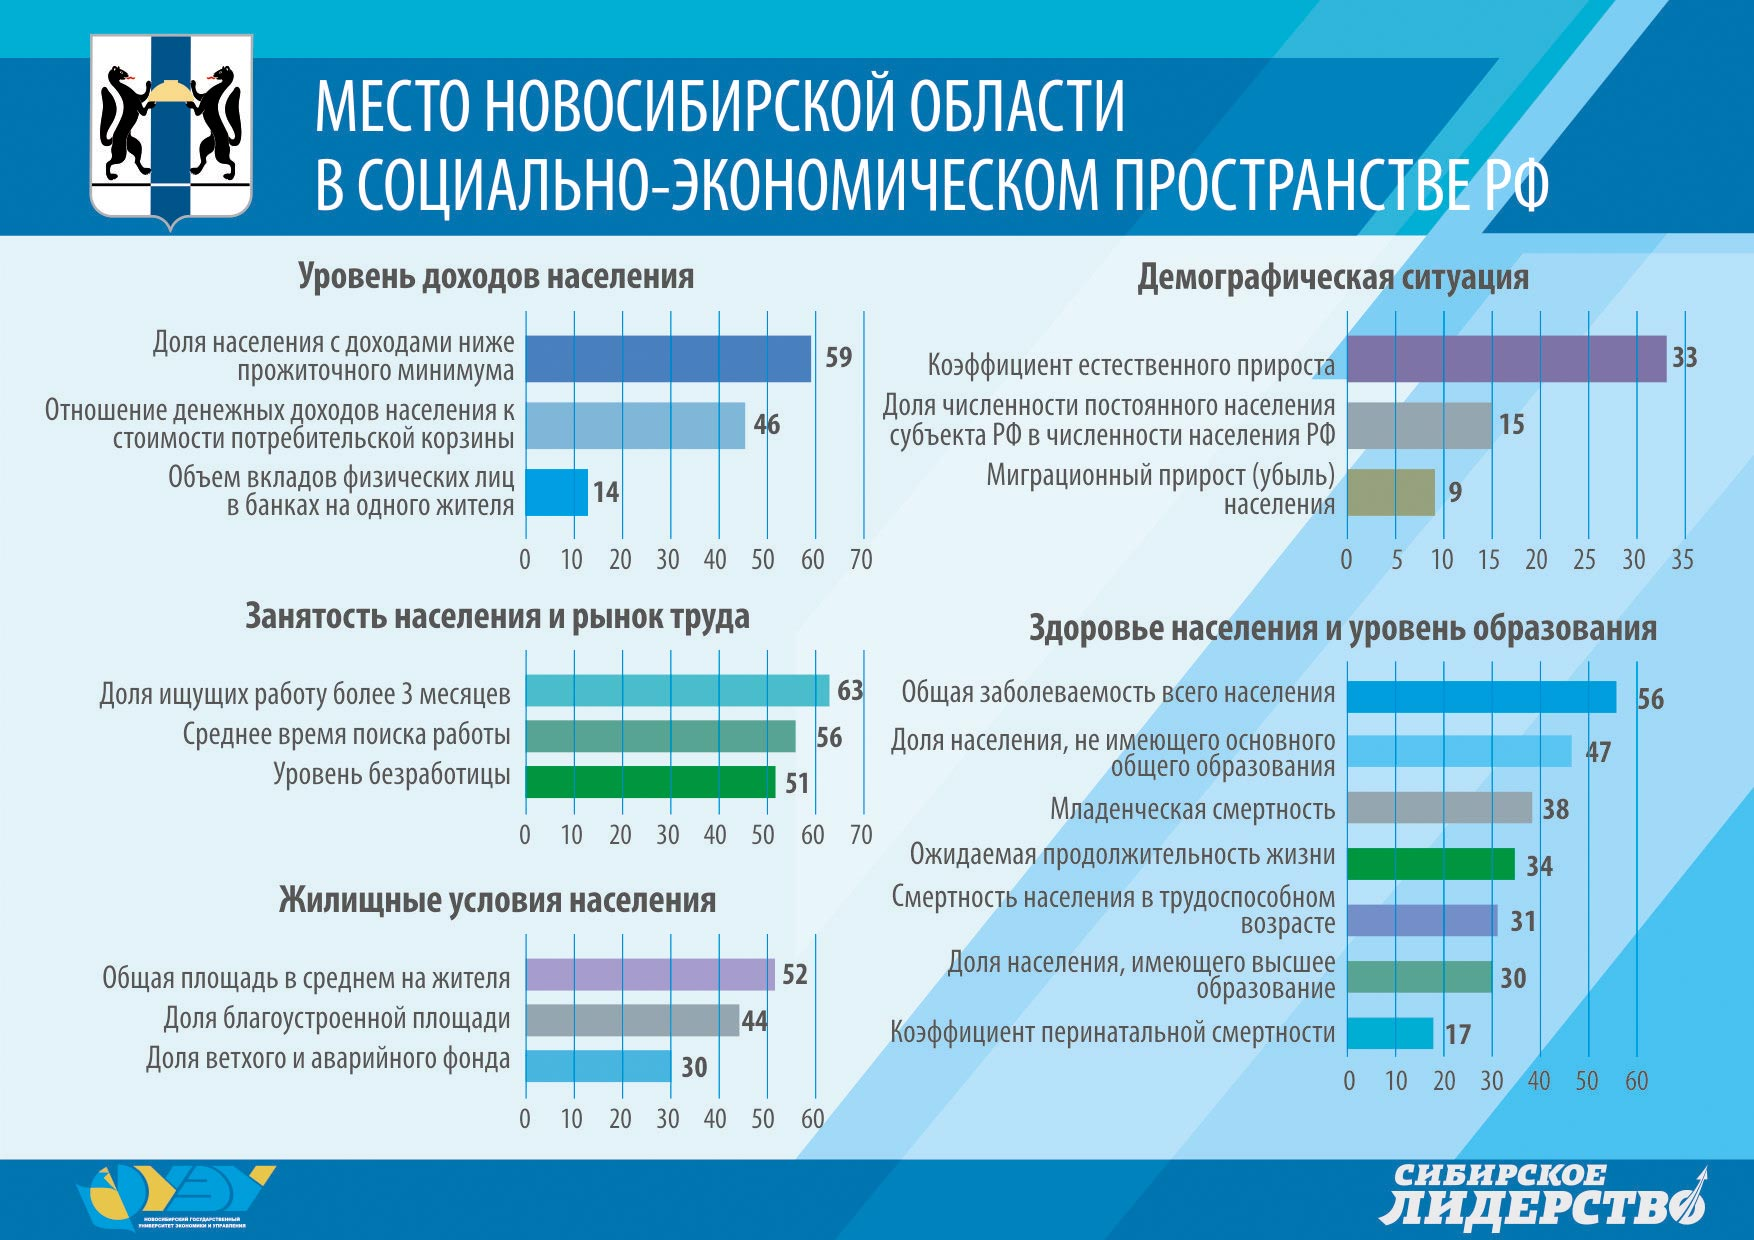 МЕСТО НОВОСИБИРСКОЙ ОБЛАСТИ
В СОЦИАЛЬНО-ЭКОНОМИЧЕСКОМ ПРОСТРАНСТВЕ РФ
Уровень доходов населения
Доля населения с доходами ниже
прожиточного минимума
59
Отношение денежных доходов населения к
стоимости потребительской корзины
46
Объем вкладов физических лиц
в банках на одного жителя
14
0 10 20 30 40 50 60 70
Занятость населения и рынок труда
Доля ищущих работу более 3 месяцев
63
Среднее время поиска работы
56
Уровень безработицы
51
0 10 20 30 40 50 60 70
Жилищные условия населения
Общая площадь в среднем на жителя
52
Доля благоустроенной площади
44
Доля ветхого и аварийного фонда
30
0 10 20 30 40 50 60
Демографическая ситуация
Коэффициент естественного прироста
33
Доля численности постоянного населения
субъекта РФ в численности населения РФ
15
Миграционный прирост (убыль)
населения
9
0 5 10 15 20 25 30 35
Здоровье населения и уровень образования
Общая заболеваемость всего населения
56
Доля населения, не имеющего основного
общего образования
47
Младенческая смертность
38
Ожидаемая продолжительность жизни
34
Смертность населения в трудоспособном
возрасте
31
Доля населения, имеющего высшее
образование
30
Коэффициент перинатальной смертности
17
0 10 20 30 40 50 60
НГУЭУ
НОВОСИБИРСКИЙ ГОСУДАРСТВЕННЫЙ
УНИВЕРСИТЕТ ЭКОНОМИКИ И УПРАВЛЕНИЯ
СИБИРСКОЕ
ЛИДЕРСТВО